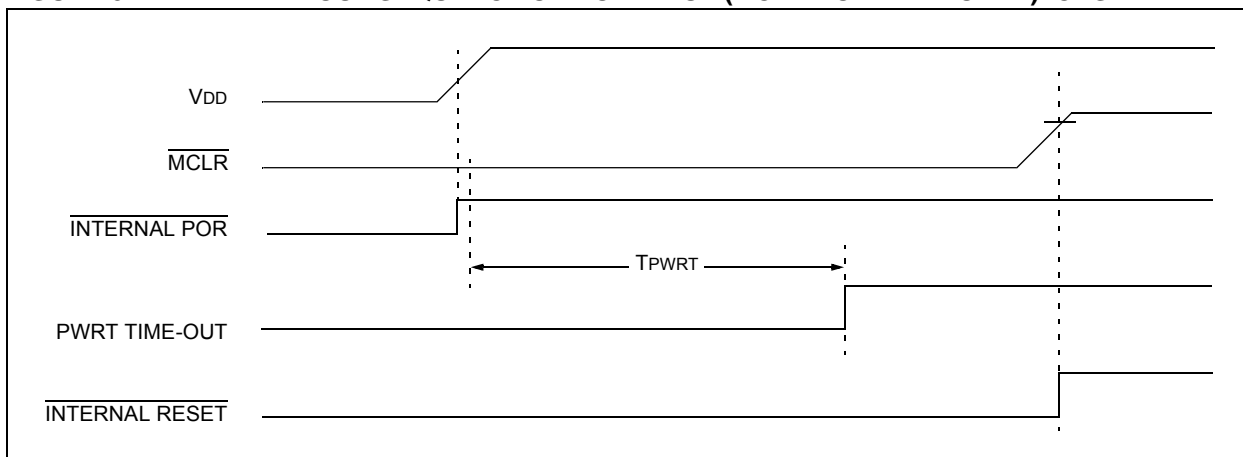 VDD
MCLR
INTERNAL POR
TPWRT
PWRT TIME-OUT
INTERNAL RESET